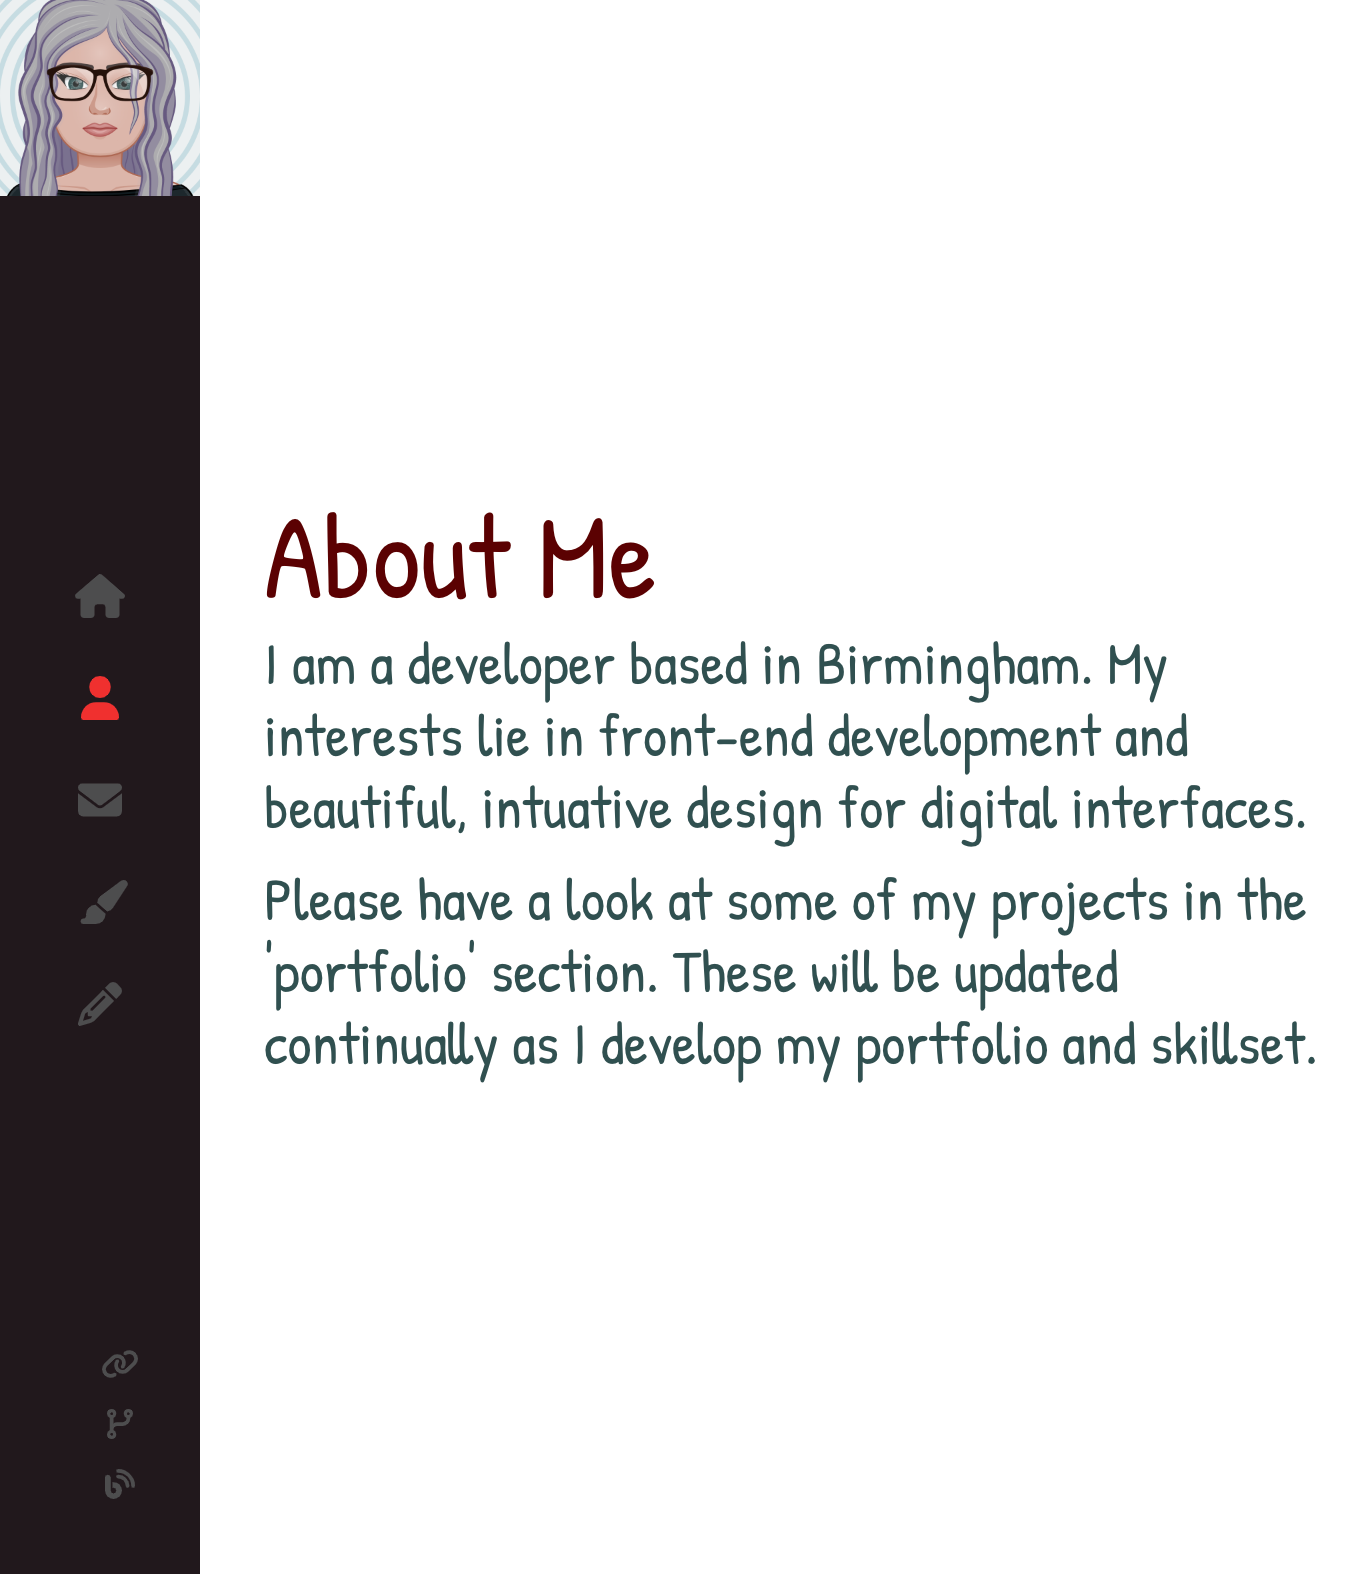 About Me
I am a developer based in Birmingham. My
interests lie in front-end development and
beautiful, intuative design for digital interfaces.
Please have a look at some of my projects in the
'portfolio' section. These will be updated
continually as I develop my portfolio and skillset.